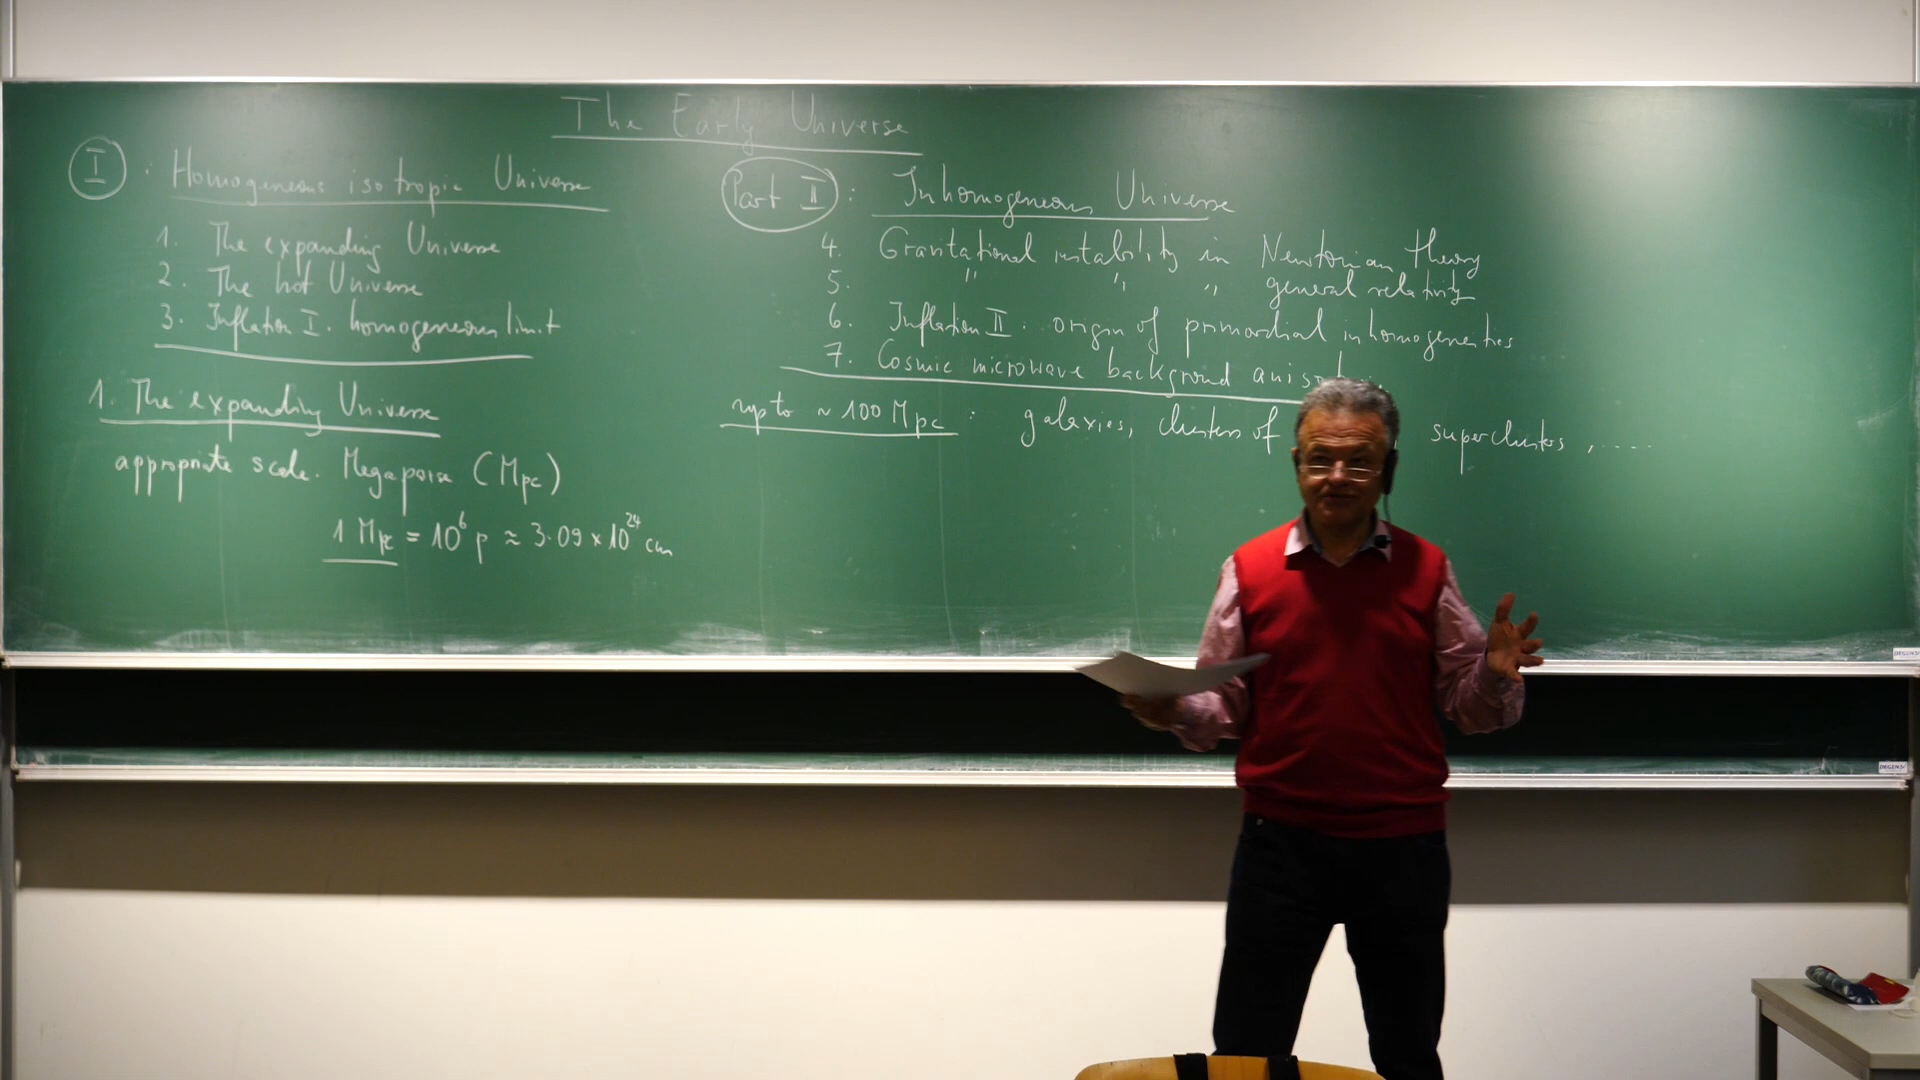 The Early Universe
I : Homogeneous isotropic Universe
1. The expanding Universe
2. The hot Universe
3. Inflation I. homogeneous limit
1. The expanding Universe
appropriate scale. Megaparse (Mpc)
1 Mpc = 10⁶ p ≈ 3.09 × 10²⁴ cm
Part II : Inhomogeneous Universe
4. Gravitational instability in Newtonian theory
5. " " " general relativity
6. Inflation II : origin of primordial inhomogeneities
7. Cosmic microwave background
up to ~ 100 Mpc : galaxies, clusters of , superclusters , ....